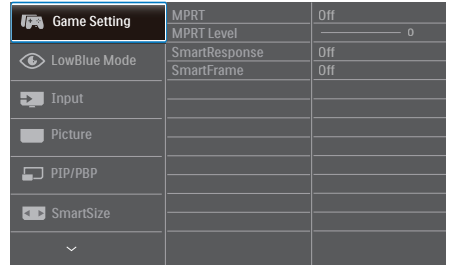 Game Setting
MPRT Off
MPRT Level 0
LowBlue Mode
SmartResponse Off
SmartFrame Off
Input
Picture
PIP/PBP
SmartSize